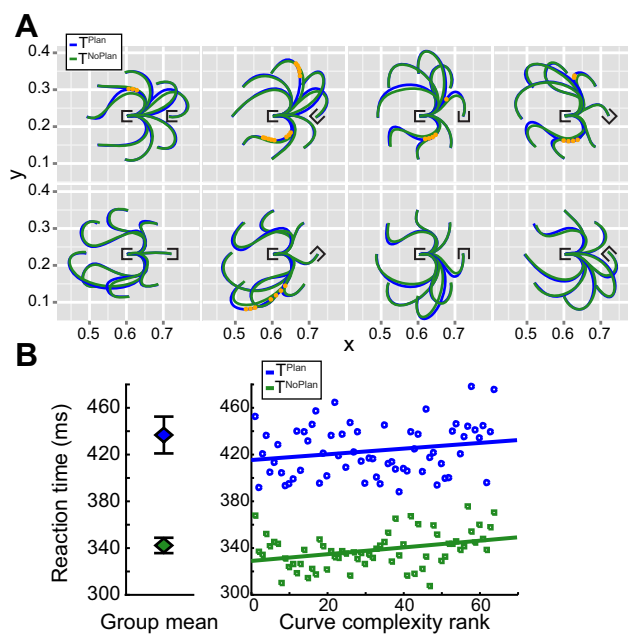 A
T^Plan
T^NoPlan
0.4
0.3
0.2
0.1
0.4
0.3
0.2
0.1
y
0.5 0.6 0.7 0.5 0.6 0.7 0.5 0.6 0.7 0.5 0.6 0.7
x
B
T^Plan
T^NoPlan
Reaction time (ms)
460
420
380
340
300
460
420
380
340
300
0 20 40 60
Group mean
Curve complexity rank